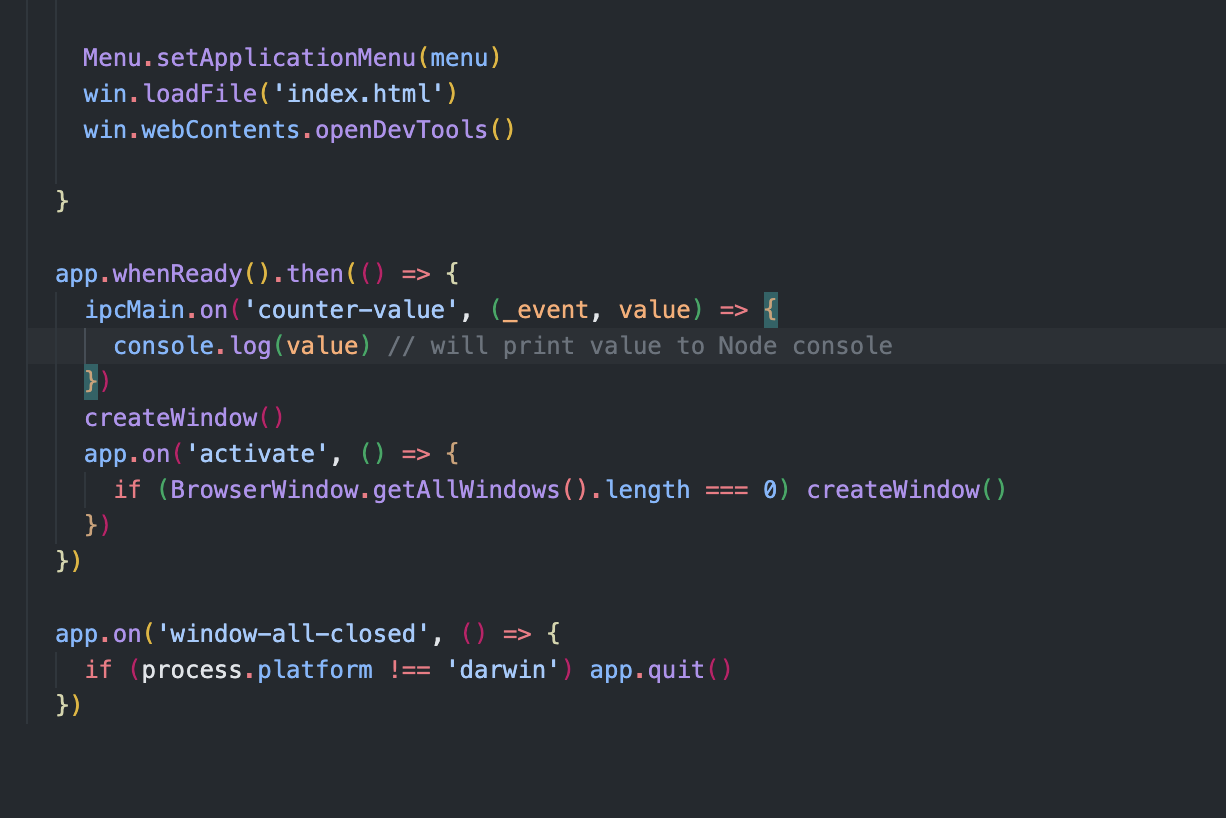 Menu.setApplicationMenu(menu)
win.loadFile('index.html')
win.webContents.openDevTools()
}
app.whenReady().then(() => {
ipcMain.on('counter-value', (_event, value) => {
console.log(value) // will print value to Node console
})
createWindow()
app.on('activate', () => {
if (BrowserWindow.getAllWindows().length === 0) createWindow()
})
})
app.on('window-all-closed', () => {
if (process.platform !== 'darwin') app.quit()
})